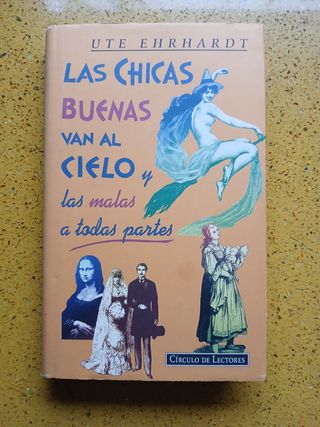 UTE EHRHARDT
LAS CHICAS
BUENAS
VAN AL
CIELO y
las malas
a todas partes
CÍRCULO DE LECTORES